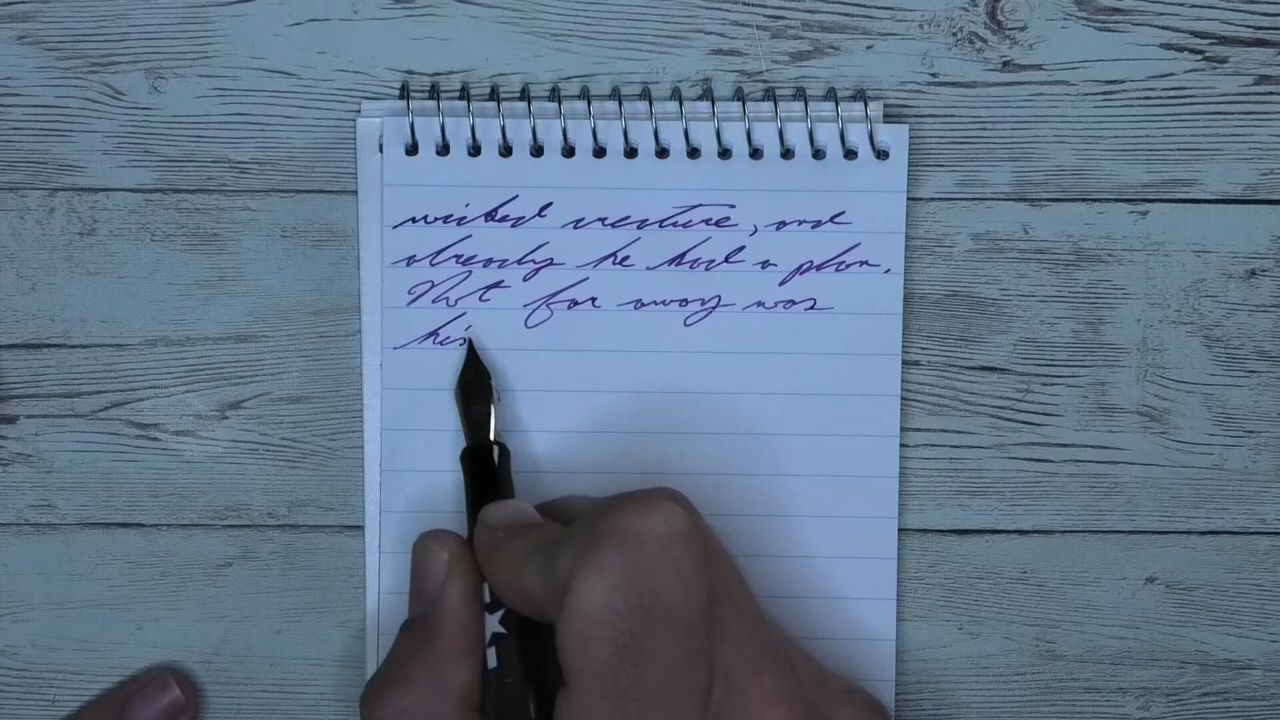 wicked creature, and
already he had a plan.
Not far away was
his